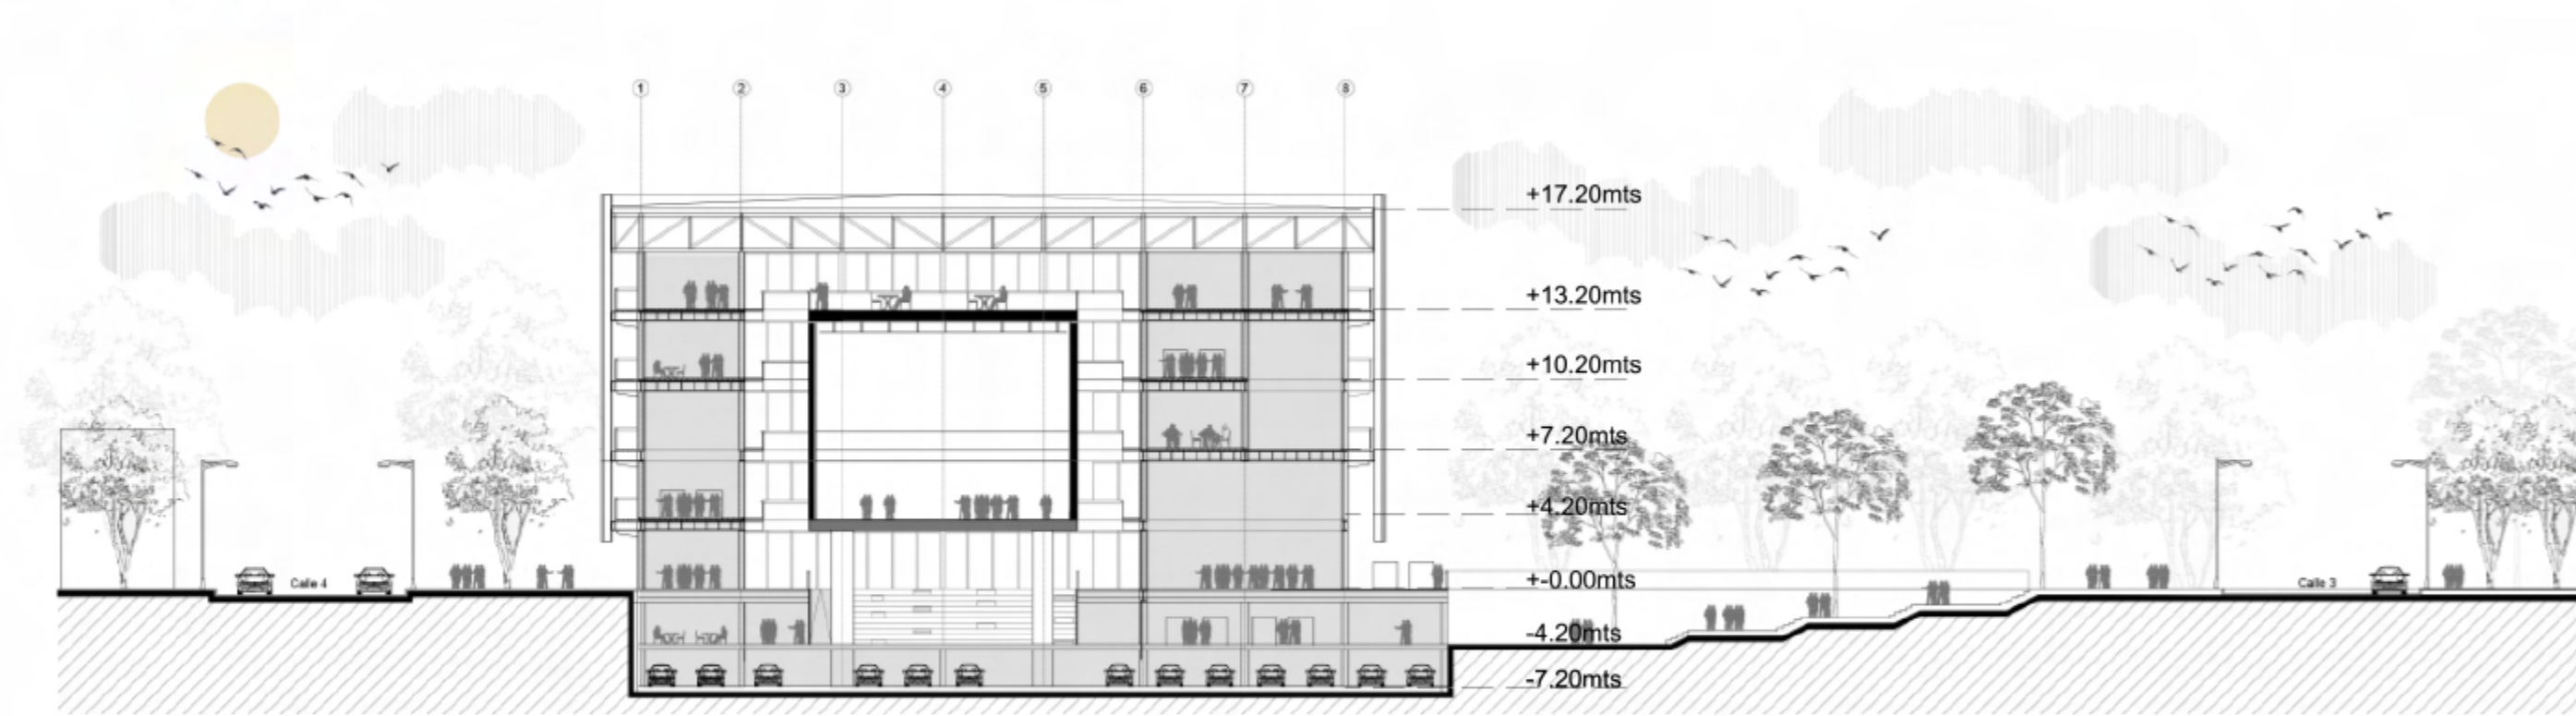 1 2 3 4 5 6 7 8
+17.20mts
+13.20mts
+10.20mts
+7.20mts
+4.20mts
+-0.00mts
Calle 4
Calle 3
-4.20mts
-7.20mts